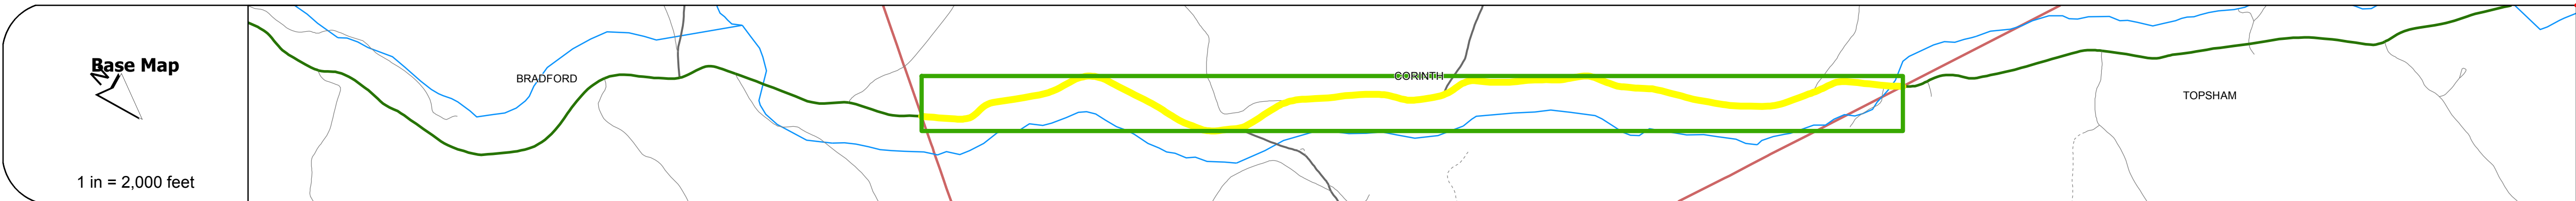 Base Map
N
1 in = 2,000 feet
BRADFORD
CORINTH
TOPSHAM